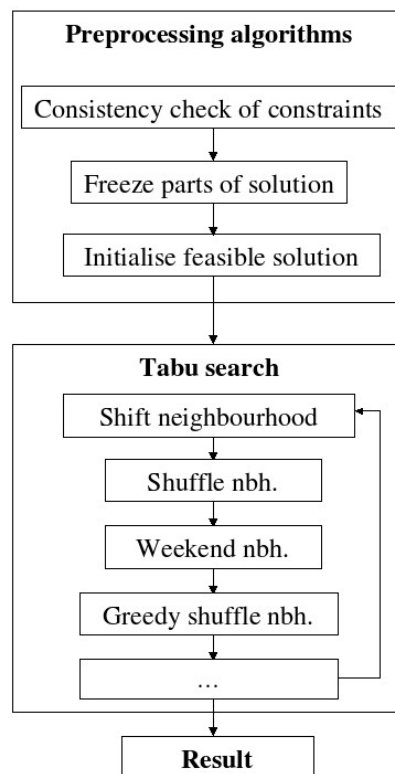 Preprocessing algorithms
Consistency check of constraints
Freeze parts of solution
Initialise feasible solution
Tabu search
Shift neighbourhood
Shuffle nbh.
Weekend nbh.
Greedy shuffle nbh.
...
Result